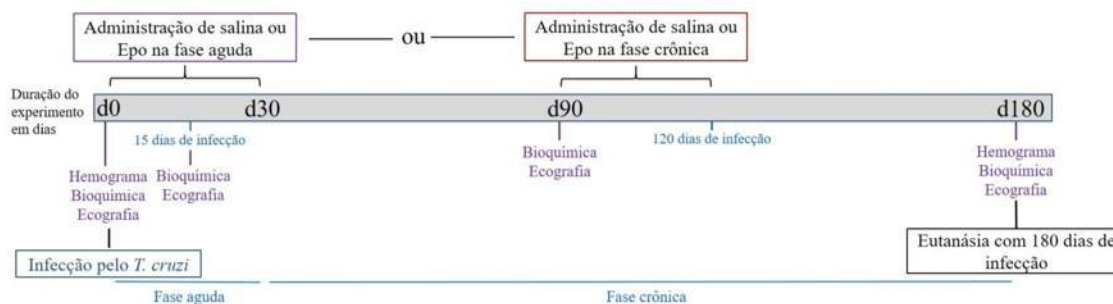 Administração de salina ou
Epo na fase aguda
ou
Administração de salina ou
Epo na fase crônica
Duração do
experimento
em dias
d0
d30
d90
d180
15 dias de infecção
120 dias de infecção
Hemograma
Bioquímica
Ecografia
Bioquímica
Ecografia
Bioquímica
Ecografia
Hemograma
Bioquímica
Ecografia
Infecção pelo T. cruzi
Eutanásia com 180 dias de
infecção
Fase aguda
Fase crônica